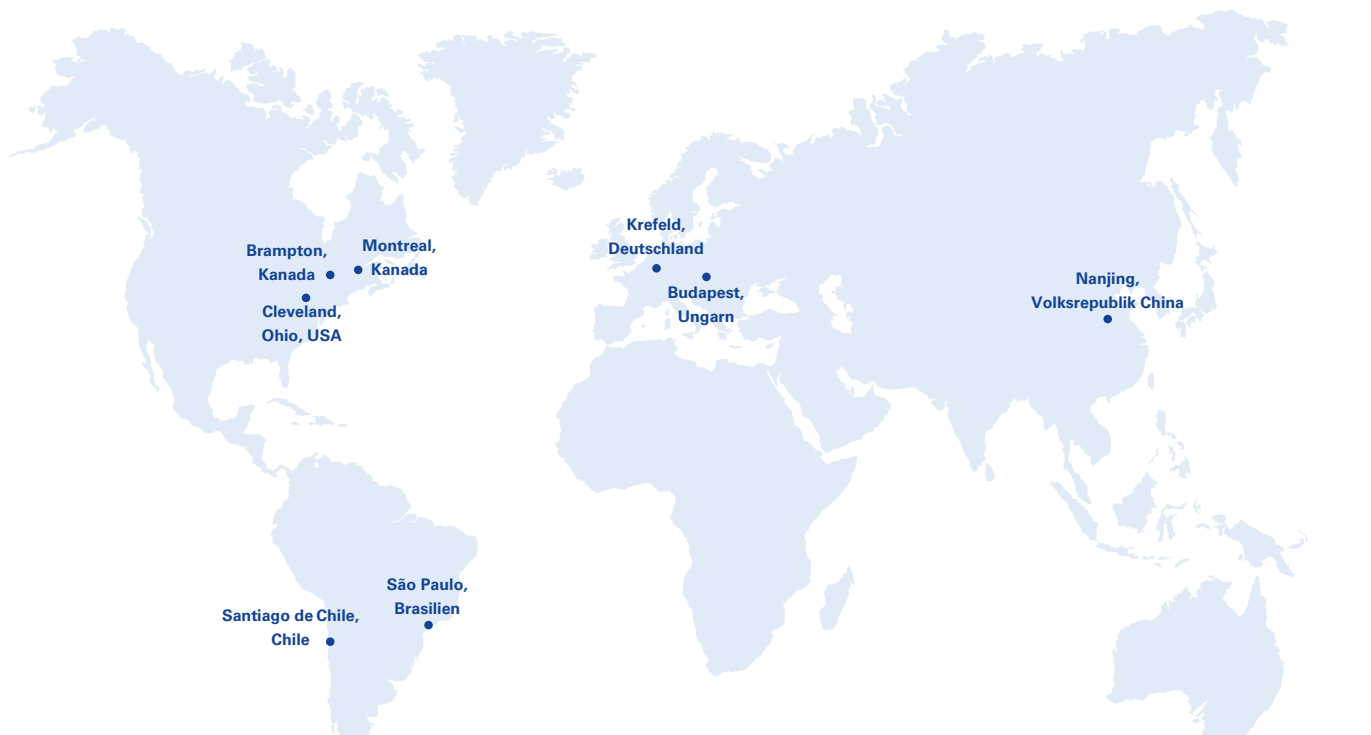 Brampton,
Kanada
Montreal,
Kanada
Cleveland,
Ohio, USA
Krefeld,
Deutschland
Budapest,
Ungarn
Nanjing,
Volksrepublik China
São Paulo,
Brasilien
Santiago de Chile,
Chile